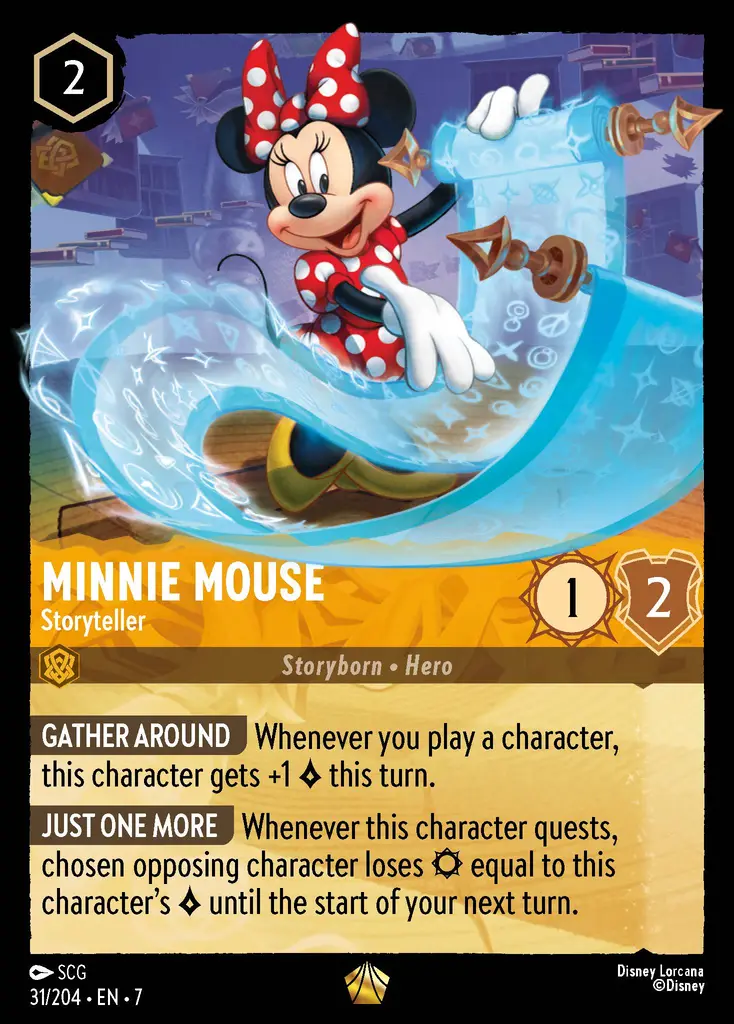 2
MINNIE MOUSE
Storyteller
1
2
Storyborn • Hero
GATHER AROUND Whenever you play a character,
this character gets +1 this turn.
JUST ONE MORE Whenever this character quests,
chosen opposing character loses equal to this
character's until the start of your next turn.
SCG
31/204 • EN • 7
Disney Lorcana
©Disney